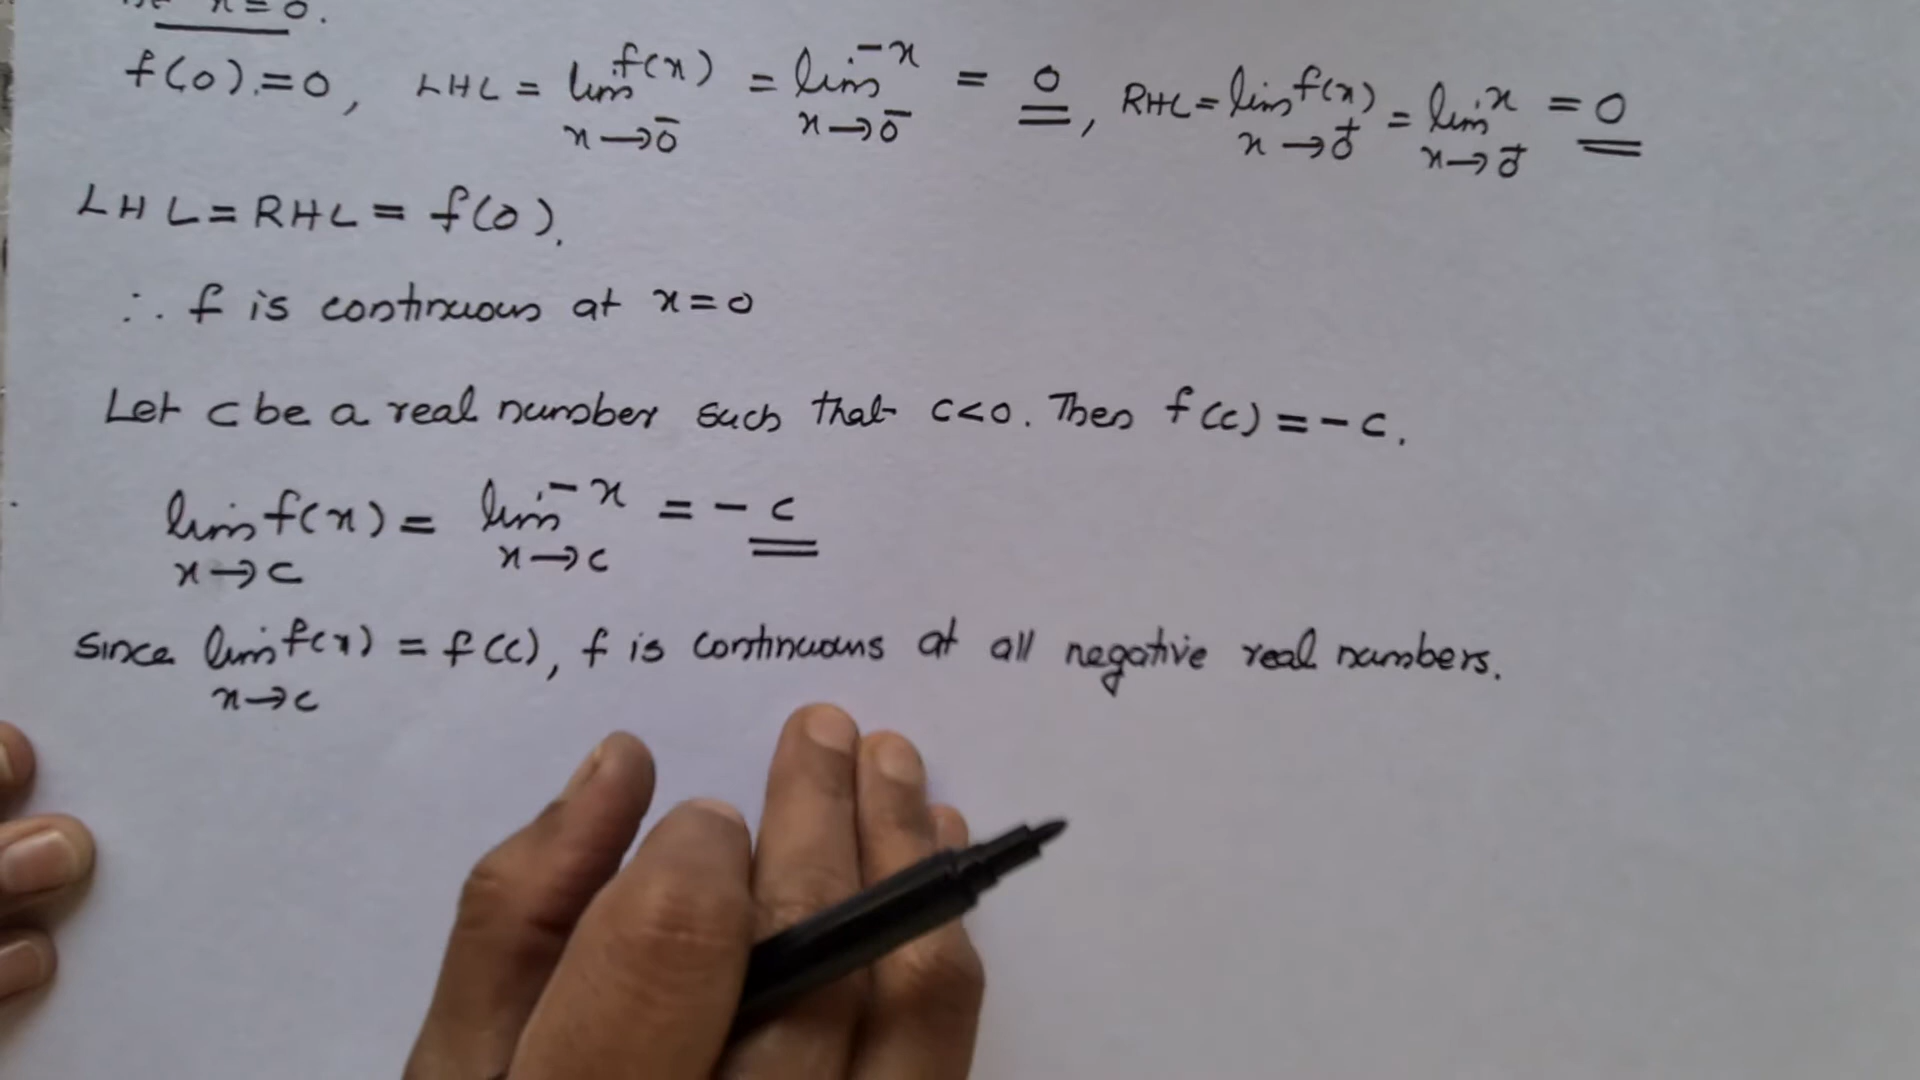 x=0.
f(0)=0, LHL = lim f(x) x→0⁻ = lim -x x→0⁻ = 0, RHL = lim f(x) x→0⁺ = lim x x→0⁺ = 0
LHL = RHL = f(0).
∴ f is continuous at x=0
Let c be a real number such that c<0. Then f(c) = -c.
lim f(x) x→c = lim -x x→c = -c
Since lim f(x) x→c = f(c), f is continuous at all negative real numbers.